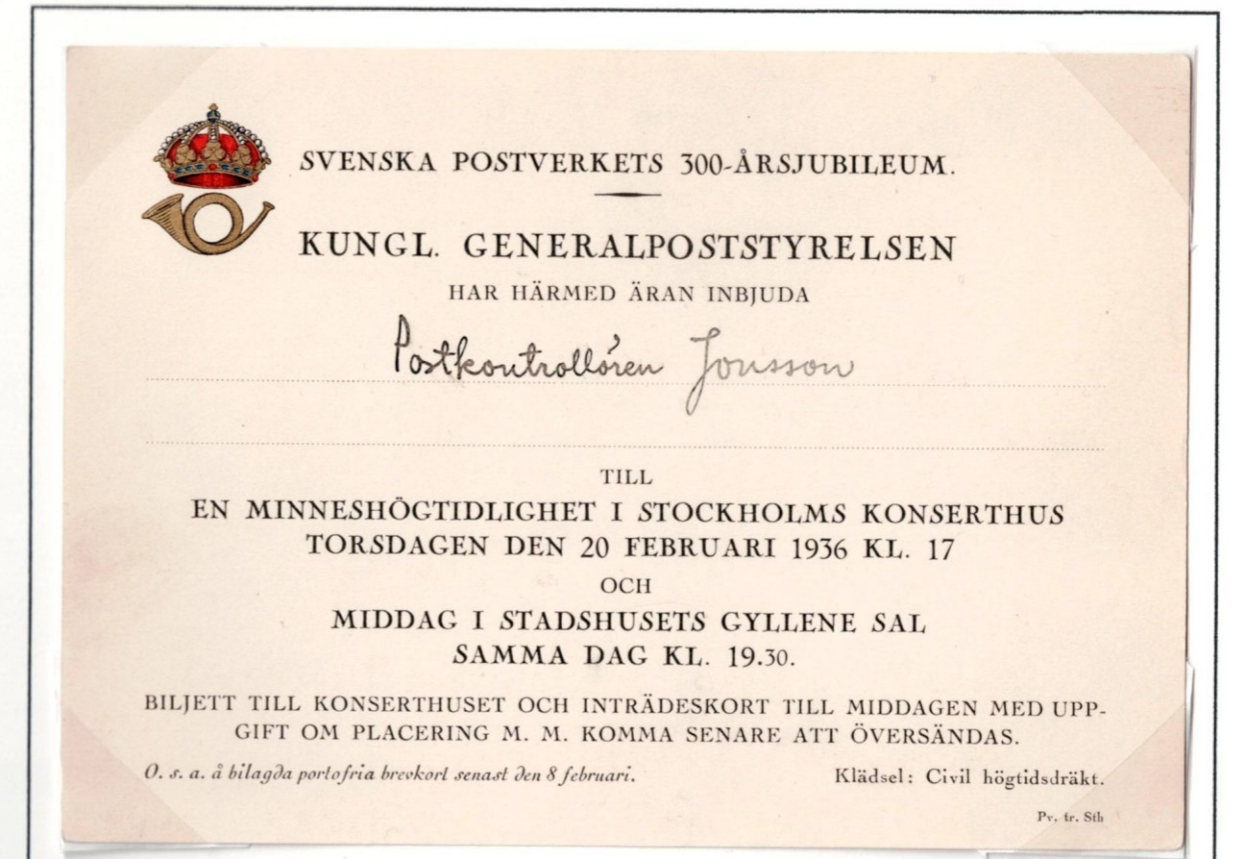 SVENSKA POSTVERKETS 300-ÅRSJUBILEUM.
KUNGL. GENERALPOSTSTYRELSEN
HAR HÄRMED ÄRAN INBJUDA
Postkontrollören Jonsson
TILL
EN MINNESHÖGTIDLIGHET I STOCKHOLMS KONSERTHUS
TORSDAGEN DEN 20 FEBRUARI 1936 KL. 17
OCH
MIDDAG I STADSHUSETS GYLLENE SAL
SAMMA DAG KL. 19.30.
BILJETT TILL KONSERTHUSET OCH INTRÄDESKORT TILL MIDDAGEN MED UPP-
GIFT OM PLACERING M. M. KOMMA SENARE ATT ÖVERSÄNDAS.
O. s. a. å bilagda portofria brevkort senast den 8 februari. Klädsel: Civil högtidsdräkt.
Pv. tr. Sth